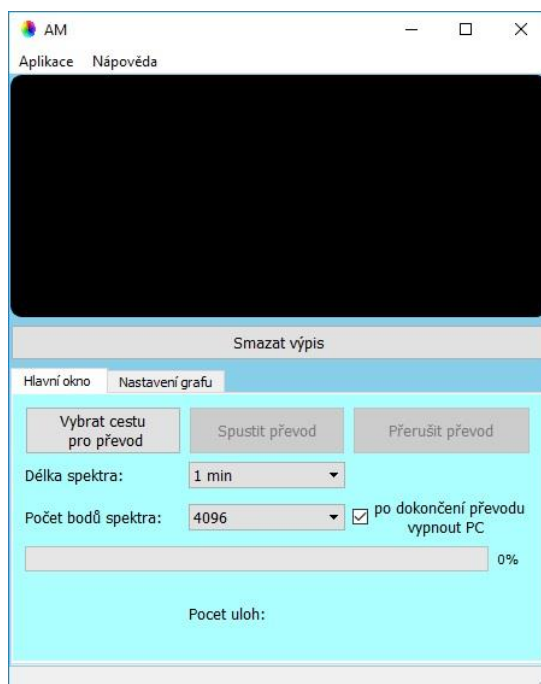 AM
Aplikace Nápověda
Smazat výpis
Hlavní okno Nastavení grafu
Vybrat cestu
pro převod
Spustit převod
Přerušit převod
Délka spektra: 1 min
Počet bodů spektra: 4096
po dokončení převodu
vypnout PC
0%
Pocet uloh: